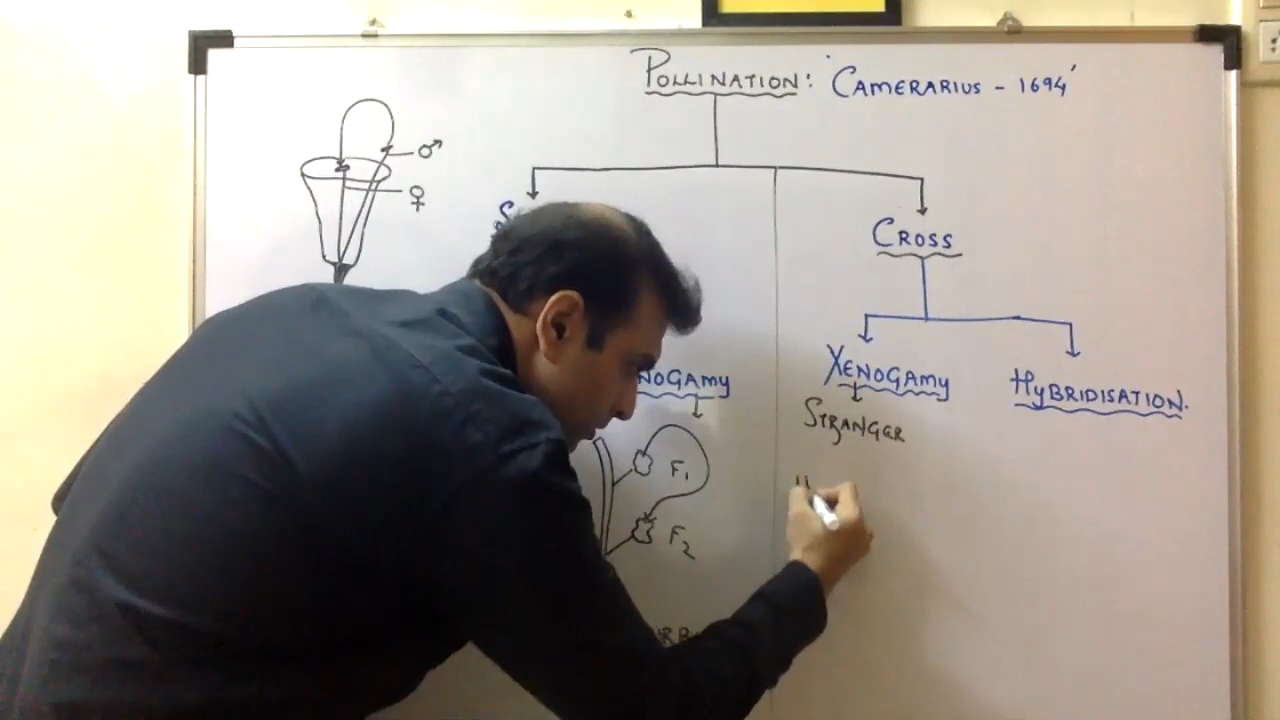 POLLINATION: 'CAMERARIUS - 1694'
♂
♀
CROSS
XENOGAMY
HYBRIDISATION.
STRANGER
F1
F2